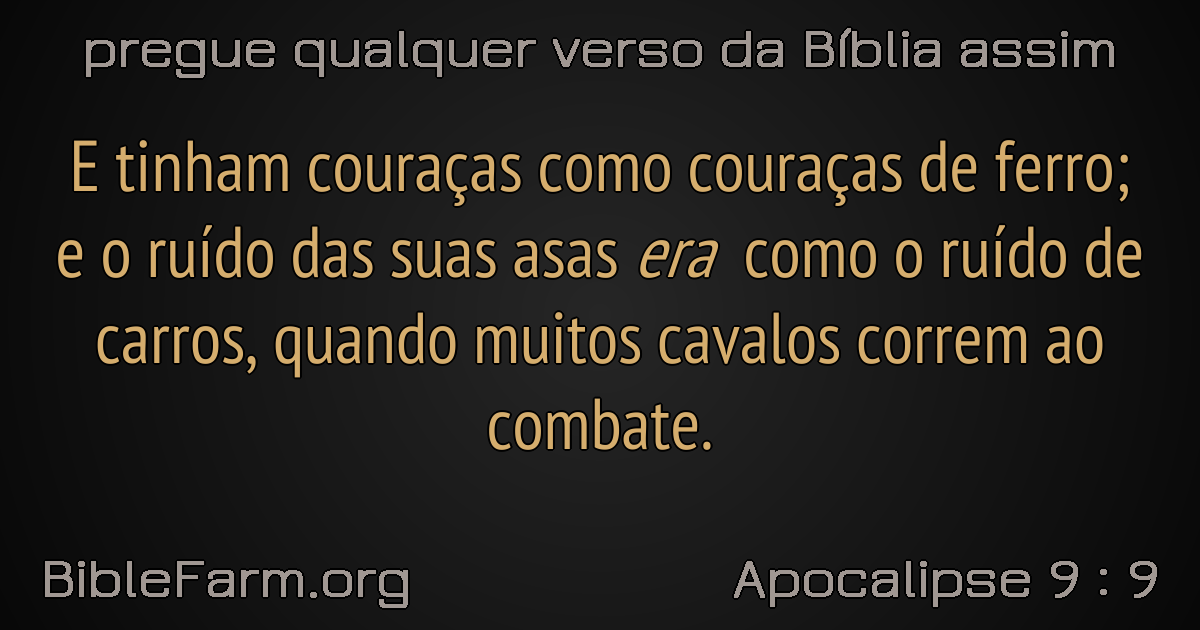 pregue qualquer verso da Bíblia assim
E tinham couraças como couraças de ferro;
e o ruído das suas asas era como o ruído de
carros, quando muitos cavalos correm ao
combate.
BibleFarm.org
Apocalipse 9 : 9